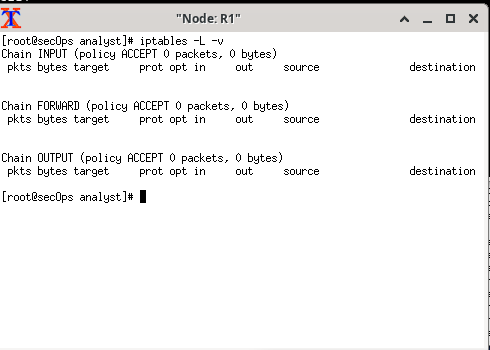 "Node: R1"
[root@secOps analyst]# iptables -L -v
Chain INPUT (policy ACCEPT 0 packets, 0 bytes)
pkts bytes target prot opt in out source destination
Chain FORWARD (policy ACCEPT 0 packets, 0 bytes)
pkts bytes target prot opt in out source destination
Chain OUTPUT (policy ACCEPT 0 packets, 0 bytes)
pkts bytes target prot opt in out source destination
[root@secOps analyst]#